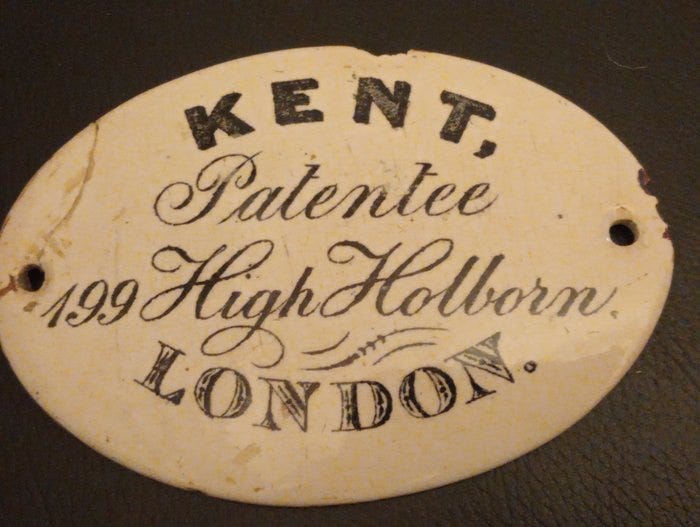 KENT,
Patentee
199 High Holborn.
LONDON.